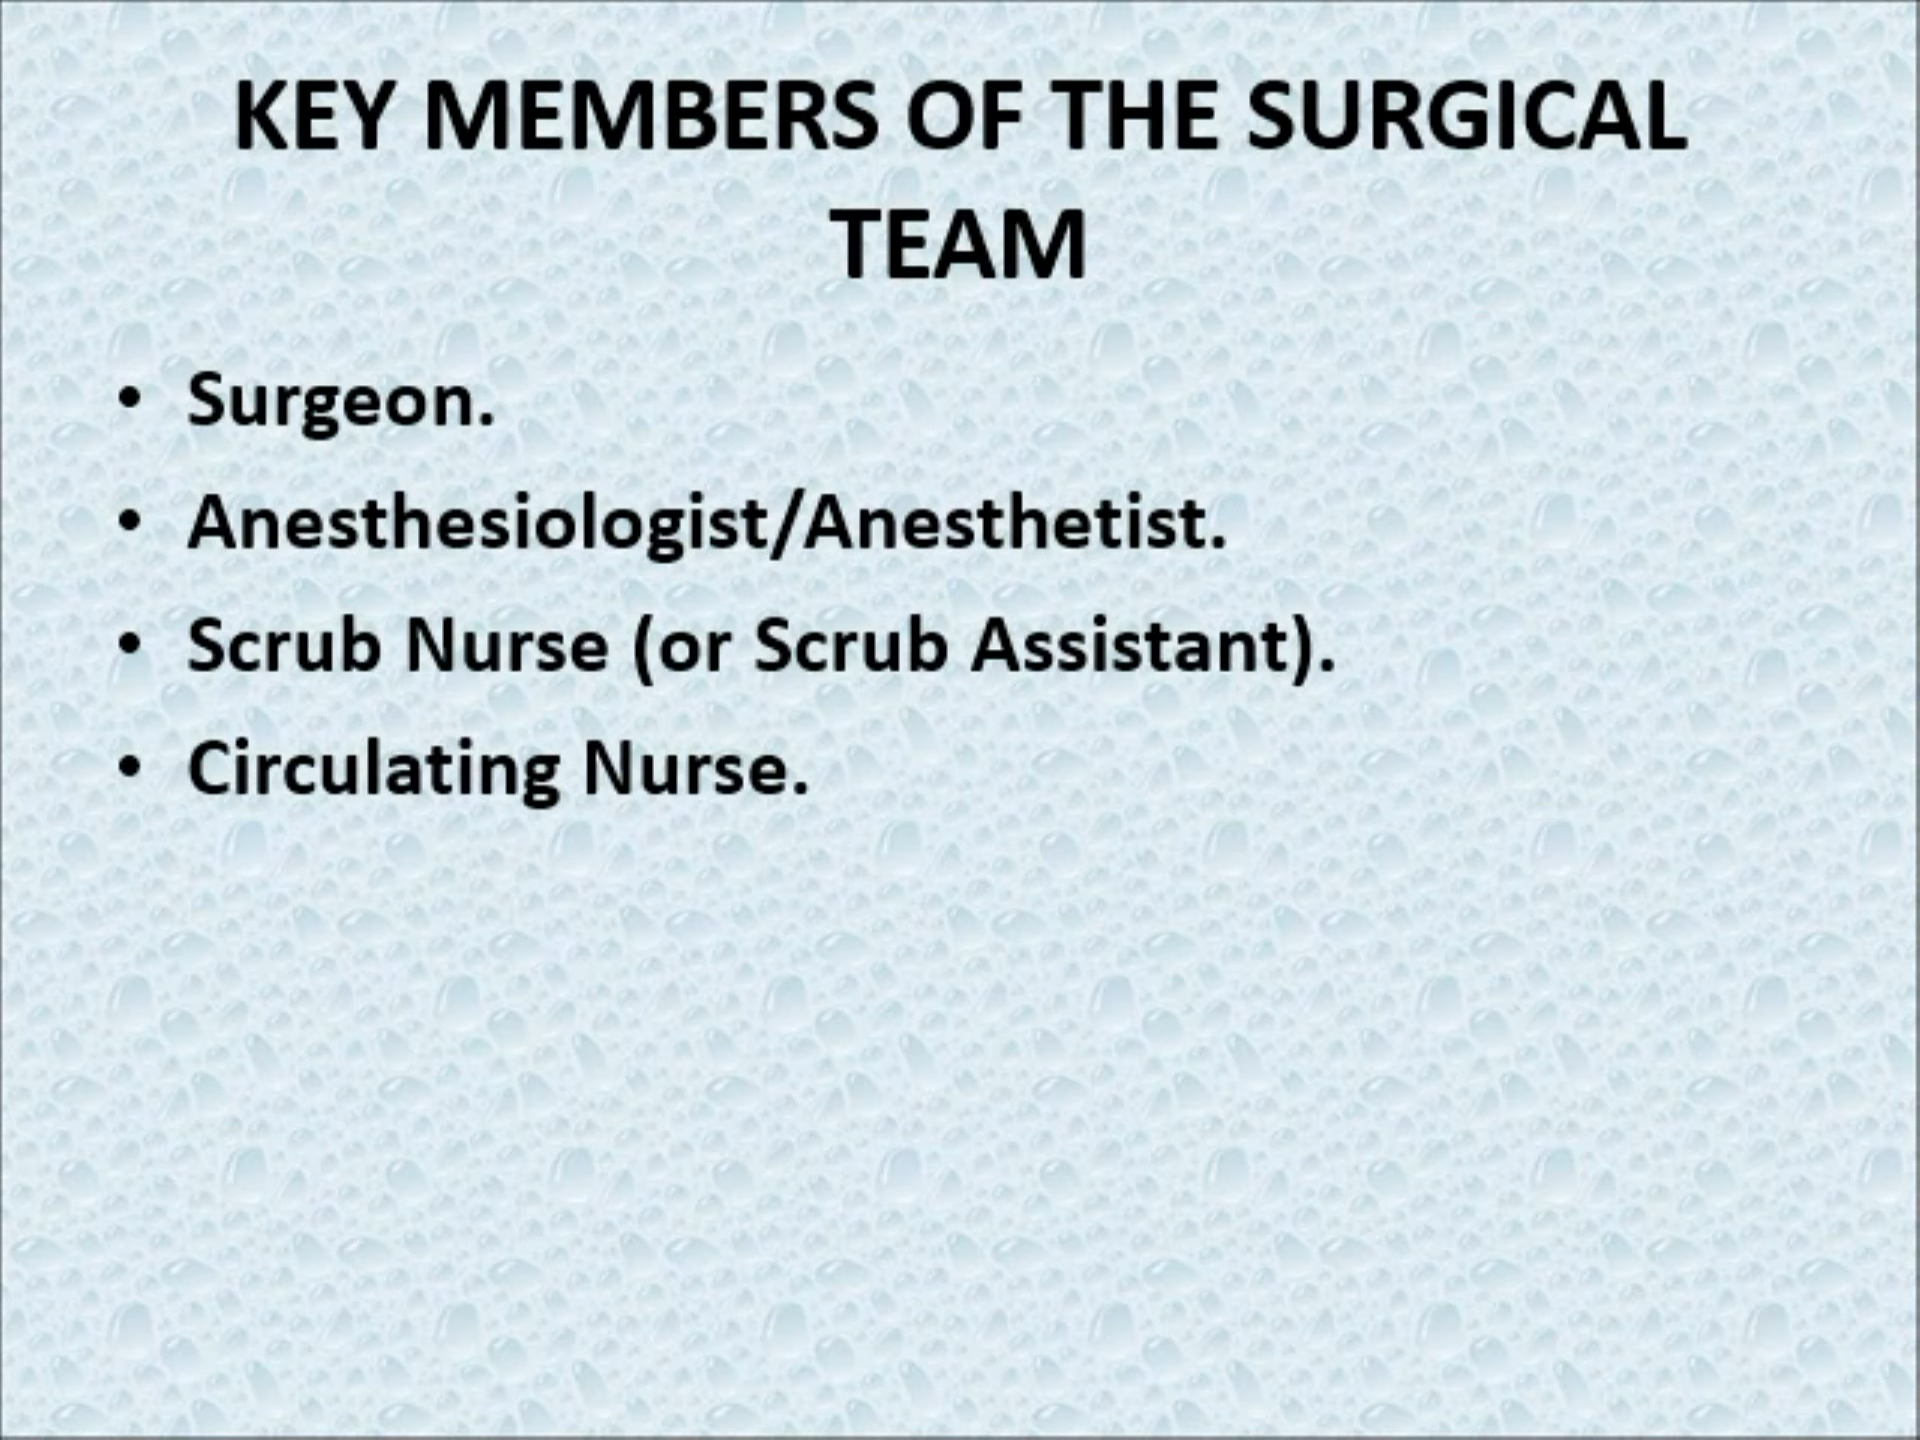 KEY MEMBERS OF THE SURGICAL
TEAM
• Surgeon.
• Anesthesiologist/Anesthetist.
• Scrub Nurse (or Scrub Assistant).
• Circulating Nurse.